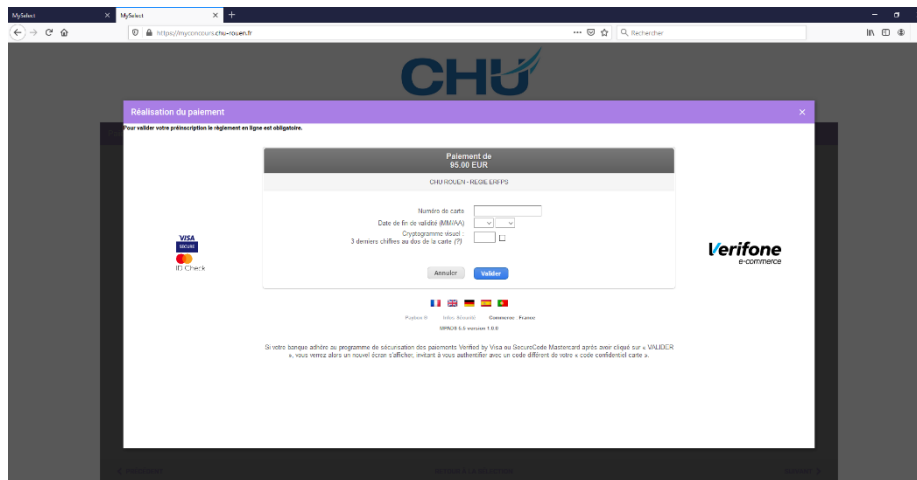 MySelect
MySelect
https://myconcours.chu-rouen.fr
Rechercher
CHU
Réalisation du paiement
Pour valider votre préinscription le règlement en ligne est obligatoire.
Paiement de
95.00 EUR
CHU ROUEN - REGIE ERFPS
Numéro de carte
Date de fin de validité (MM/AA)
Cryptogramme visuel :
3 derniers chiffres au dos de la carte (?)
VISA
SECURE
ID Check
Verifone
e-commerce
Annuler
Valider
Infos Sécurité
Commerce France
Si votre banque adhère au programme de sécurisation des paiements Verified by Visa ou SecureCode Mastercard après avoir cliqué sur « VALIDER
», vous verrez alors un nouvel écran s'afficher, invitant à vous authentifier avec un code différent de votre « code confidentiel carte ».